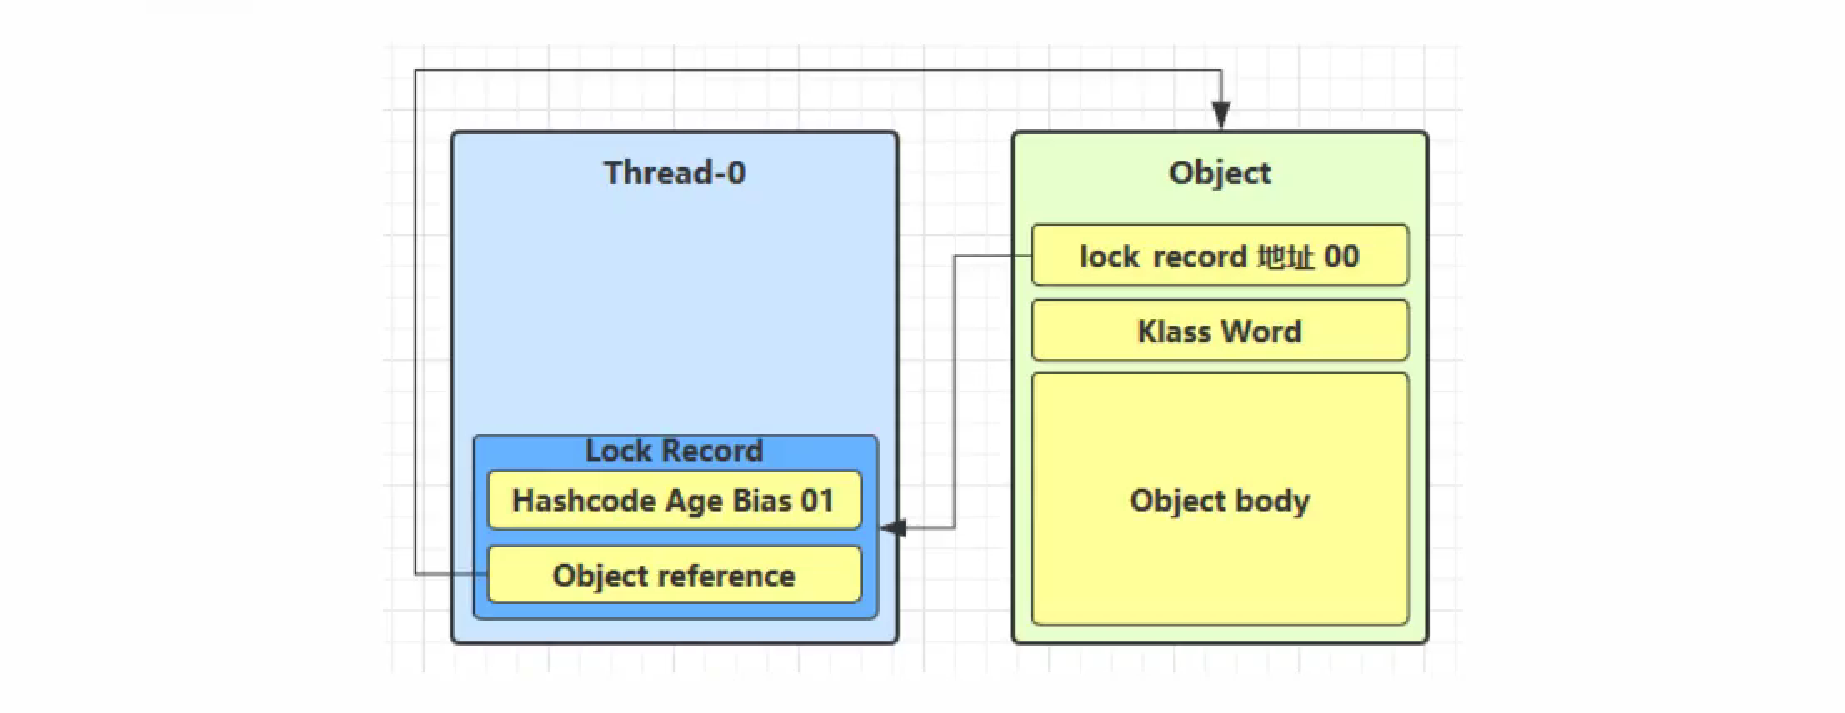 Thread-0
Lock Record
Hashcode Age Bias 01
Object reference
Object
lock record 地址 00
Klass Word
Object body